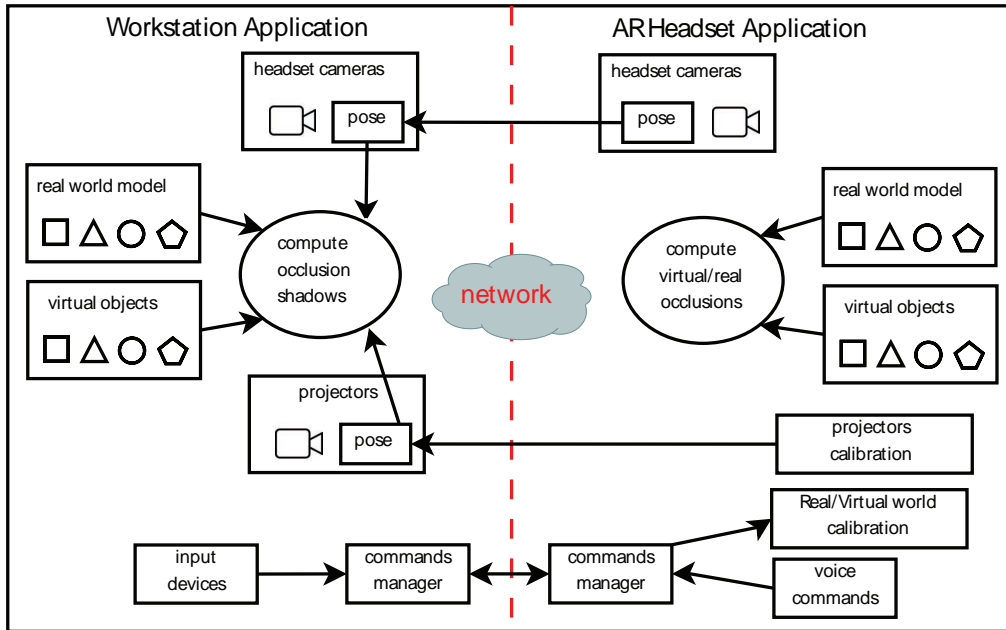 Workstation Application
headset cameras
pose
real world model
compute
occlusion
shadows
virtual objects
projectors
pose
input
devices
commands
manager
network
ARHeadset Application
headset cameras
pose
real world model
compute
virtual/real
occlusions
virtual objects
projectors
calibration
Real/Virtual world
calibration
commands
manager
voice
commands